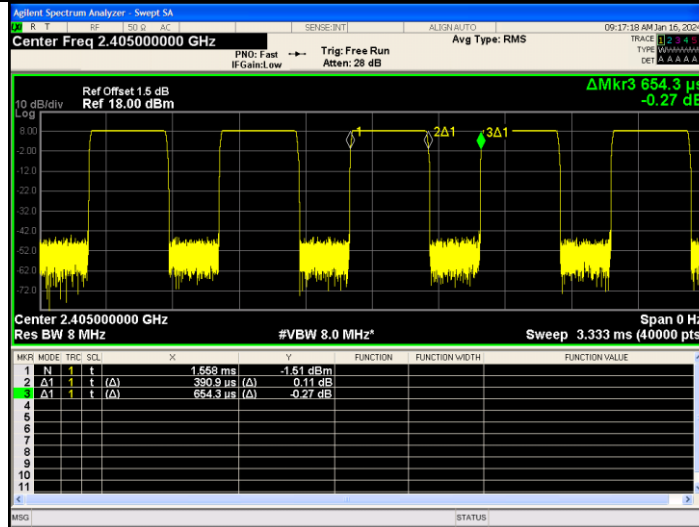 Agilent Spectrum Analyzer - Swept SA
R T RF 50 Ω AC SENSE:INT ALIGN AUTO 09:17:18 AM Jan 16, 2024
Center Freq 2.405000000 GHz
Avg Type: RMS
TRACE 1 2 3 4 5
PNO: Fast Trig: Free Run
TYPE
IFGain:Low Atten: 28 dB
DET A A A A A
ΔMkr3 654.3 µs
-0.27 dB
Ref Offset 1.5 dB
10 dB/div Ref 18.00 dBm
Log
8.00
-2.00
-12.0
-22.0
-32.0
-42.0
-52.0
-62.0
-72.0
1 2Δ1 3Δ1
Center 2.405000000 GHz Span 0 Hz
Res BW 8 MHz #VBW 8.0 MHz* Sweep 3.333 ms (40000 pts
MKR MODE TRC SCL X Y FUNCTION FUNCTION WIDTH FUNCTION VALUE
1 N 1 t 1.558 ms -1.51 dBm
2 Δ1 1 t (Δ) 390.9 µs (Δ) 0.11 dB
3 Δ1 1 t (Δ) 654.3 µs (Δ) -0.27 dB
4
5
6
7
8
9
10
11
MSG STATUS